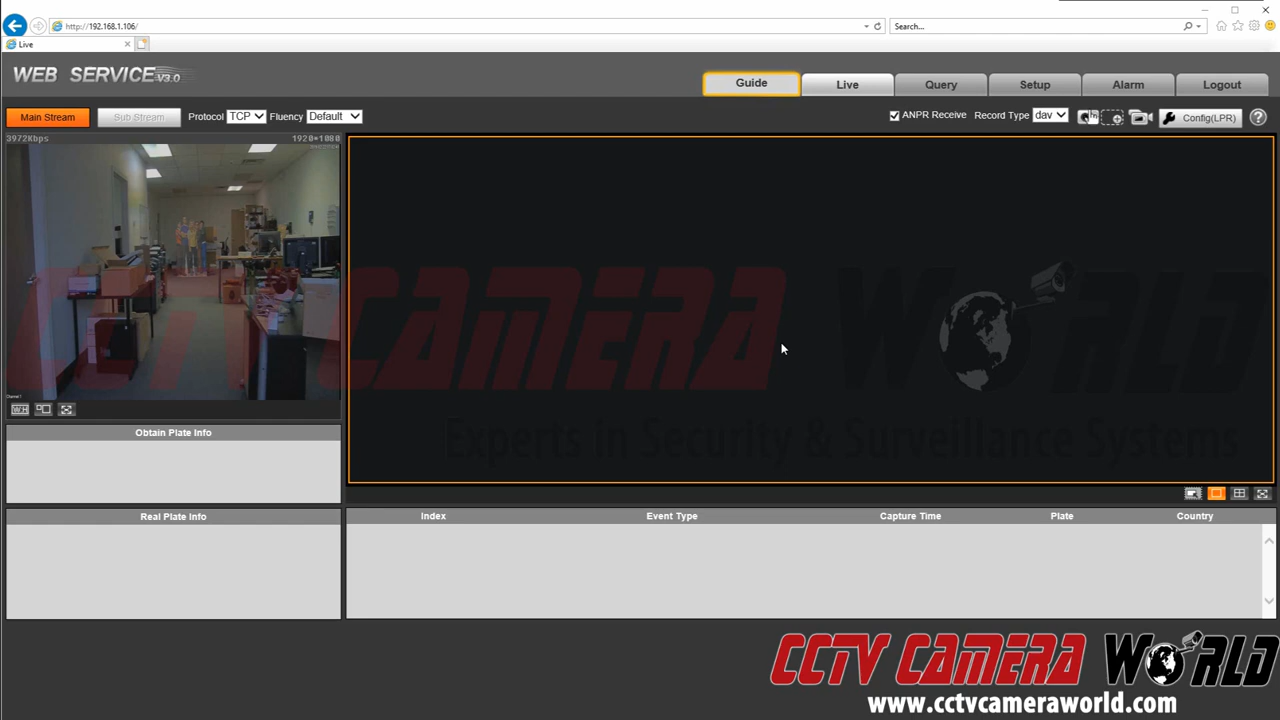 http://192.168.1.106/
Search...
Live
WEB SERVICE V3.0
Guide
Live
Query
Setup
Alarm
Logout
Main Stream
Sub Stream
Protocol TCP Fluency Default
ANPR Receive Record Type dav
Config(LPR)
3972Kbps 1920*1080
CCTV CAMERA WORLD
Experts in Security & Surveillance Systems
Obtain Plate Info
Real Plate Info
Index Event Type Capture Time Plate Country
CCTV CAMERA WORLD
www.cctvcameraworld.com